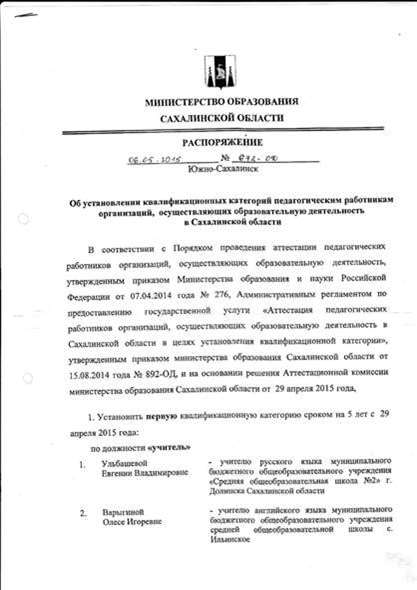 МИНИСТЕРСТВО ОБРАЗОВАНИЯ
САХАЛИНСКОЙ ОБЛАСТИ
РАСПОРЯЖЕНИЕ
06.05.2015 №
Южно-Сахалинск
Об установлении квалификационных категорий педагогическим работникам
организаций, осуществляющих образовательную деятельность
в Сахалинской области
В соответствии с Порядком проведения аттестации педагогических
работников организаций, осуществляющих образовательную деятельность,
утвержденным приказом Министерства образования и науки Российской
Федерации от 07.04.2014 года № 276, Административным регламентом по
предоставлению государственной услуги «Аттестация педагогических
работников организаций, осуществляющих образовательную деятельность в
Сахалинской области в целях установления квалификационной категории»,
утвержденным приказом министерства образования Сахалинской области от
15.08.2014 года № 892-ОД, и на основании решения Аттестационной комиссии
министерства образования Сахалинской области от 29 апреля 2015 года,
1. Установить первую квалификационную категорию сроком на 5 лет с 29
апреля 2015 года:
по должности «учитель»
1. Ульбашевой - учителю русского языка муниципального
Евгении Владимировне бюджетного общеобразовательного учреждения
«Средняя общеобразовательная школа №2» г.
Долинска Сахалинской области
2. Варыгиной - учителю английского языка муниципального
Олесе Игоревне бюджетного общеобразовательного учреждения
средней общеобразовательной школы с.
Ильинское